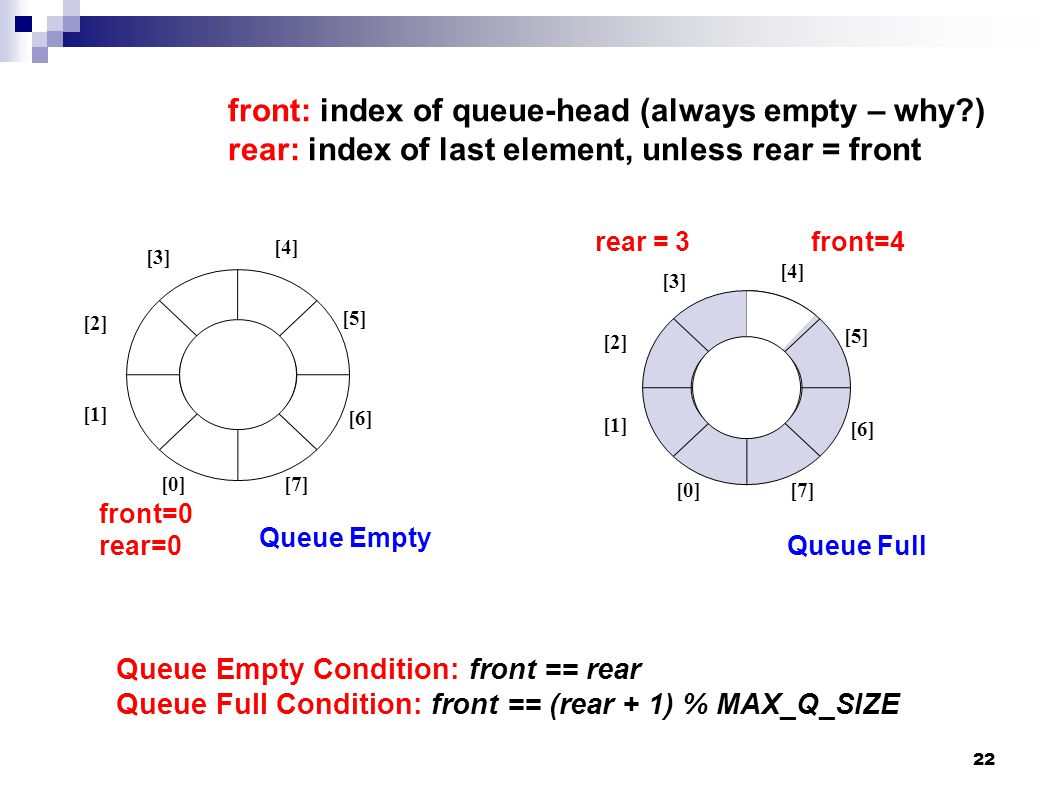 front: index of queue-head (always empty – why?)
rear: index of last element, unless rear = front
[3]
[4]
[2]
[5]
[1]
[6]
[0]
[7]
front=0
rear=0
Queue Empty
rear = 3
front=4
[3]
[4]
[2]
[5]
[1]
[6]
[0]
[7]
Queue Full
Queue Empty Condition: front == rear
Queue Full Condition: front == (rear + 1) % MAX_Q_SIZE
22